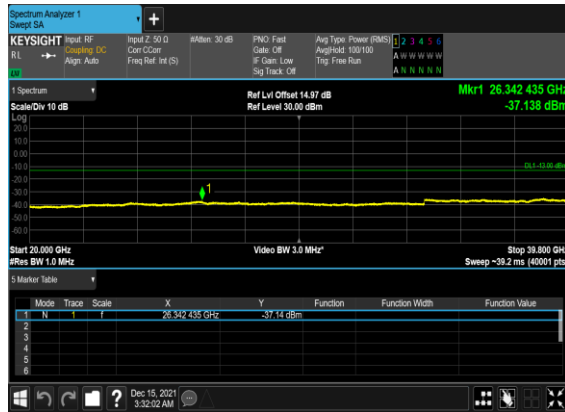 Spectrum Analyzer 1
Swept SA
+
KEYSIGHT Input: RF Input Z: 50 Ω #Atten: 30 dB PNO: Fast Avg Type: Power (RMS) 1 2 3 4 5 6
RL Coupling: DC Corr CCorr Gate: Off Avg|Hold: 100/100 A W W W W W
Align: Auto Freq Ref: Int (S) IF Gain: Low Trig: Free Run
Sig Track: Off A N N N N N
LW
1 Spectrum Ref Lvl Offset 14.97 dB Mkr1 26.342 435 GHz
Scale/Div 10 dB Ref Level 30.00 dBm -37.138 dBm
Log
20.0
10.0
0.00
-10.0 DL1 -13.00 dBm
-20.0
-30.0 1
-40.0
-50.0
-60.0
Start 20.000 GHz Video BW 3.0 MHz* Stop 39.800 GHz
#Res BW 1.0 MHz Sweep ~39.2 ms (40001 pts)
5 Marker Table
Mode Trace Scale X Y Function Function Width Function Value
1 N 1 f 26.342 435 GHz -37.14 dBm
2
3
4
5
6
? Dec 15, 2021
3:32:02 AM